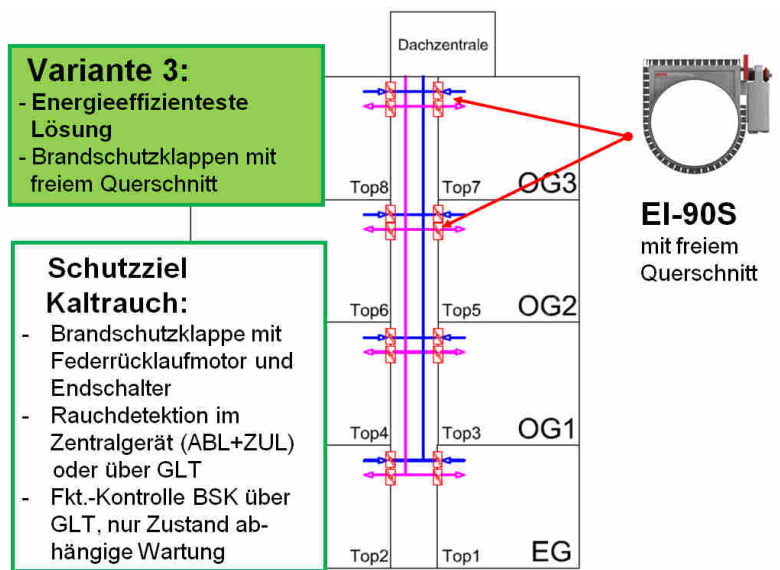 Dachzentrale
Variante 3:
- Energieeffizienteste
Lösung
- Brandschutzklappen mit
freiem Querschnitt
Schutzziel
Kaltrauch:
- Brandschutzklappe mit
Federrücklaufmotor und
Endschalter
- Rauchdetektion im
Zentralgerät (ABL+ZUL)
oder über GLT
- Fkt.-Kontrolle BSK über
GLT, nur Zustand ab-
hängige Wartung
Top8 Top7 OG3
Top6 Top5 OG2
Top4 Top3 OG1
Top2 Top1 EG
EI-90S
mit freiem
Querschnitt